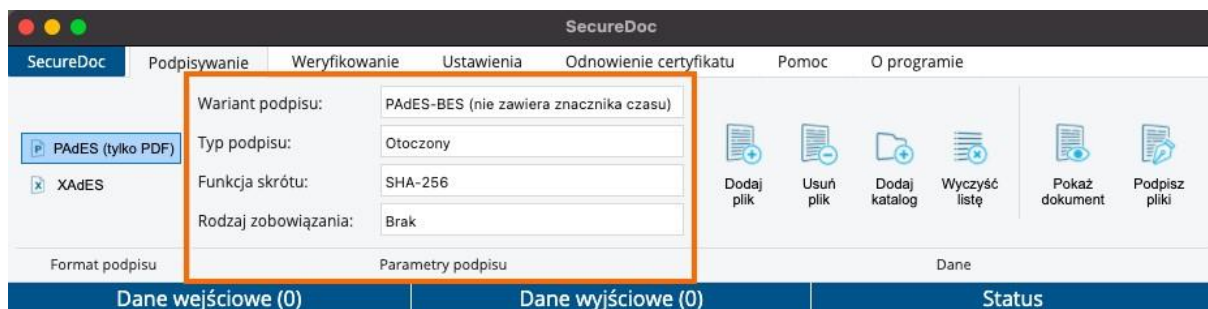 SecureDoc
SecureDoc Podpisywanie Weryfikowanie Ustawienia Odnowienie certyfikatu Pomoc O programie
PAdES (tylko PDF)
XAdES
Format podpisu
Wariant podpisu: PAdES-BES (nie zawiera znacznika czasu)
Typ podpisu: Otoczony
Funkcja skrótu: SHA-256
Rodzaj zobowiązania: Brak
Parametry podpisu
Dodaj
plik
Usuń
plik
Dodaj
katalog
Wyczyść
listę
Pokaż
dokument
Podpisz
pliki
Dane
Dane wejściowe (0) Dane wyjściowe (0) Status